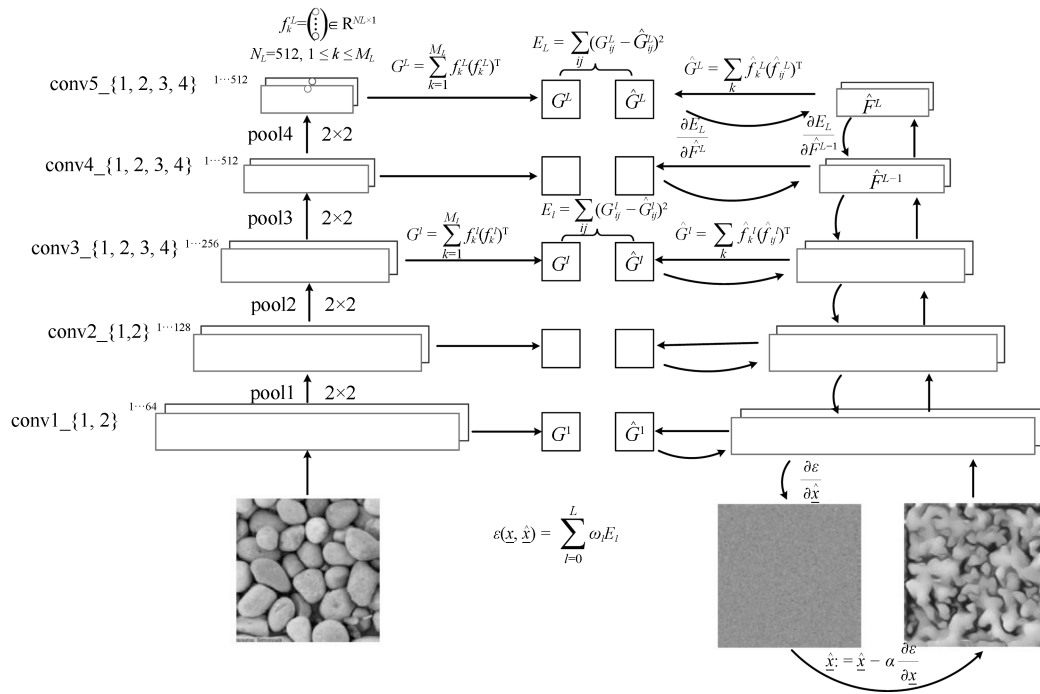 f_k^L=(⋮)∈ R^{NL×1}
N_L=512, 1 ≤ k ≤ M_L
conv5_{1, 2, 3, 4} 1⋯512
G^L = ∑_{k=1}^{M_L} f_k^L(f_k^L)^T
E_L = ∑_{ij}(G_{ij}^L − Ĝ_{ij}^L)²
Ĝ^L = ∑_k f̂_k^L(f̂_{ij}^L)^T
G^L
Ĝ^L
F̂^L
pool4 2×2
∂E_L/∂F̂^L
∂E_L/∂F̂^{L−1}
conv4_{1, 2, 3, 4} 1⋯512
F̂^{L−1}
pool3 2×2
conv3_{1, 2, 3, 4} 1⋯256
G^l = ∑_{k=1}^{M_L} f_k^l(f_k^l)^T
E_l = ∑_{ij}(G_{ij}^l − Ĝ_{ij}^l)²
Ĝ^l = ∑_k f̂_k^l(f̂_{ij}^l)^T
G^l
Ĝ^l
pool2 2×2
conv2_{1,2} 1⋯128
pool1 2×2
conv1_{1, 2} 1⋯64
G^1
Ĝ^1
∂ε/∂x̂
ε(x, x̂) = ∑_{l=0}^{L} ω_l E_l
x̂: = x̂ − α ∂ε/∂x